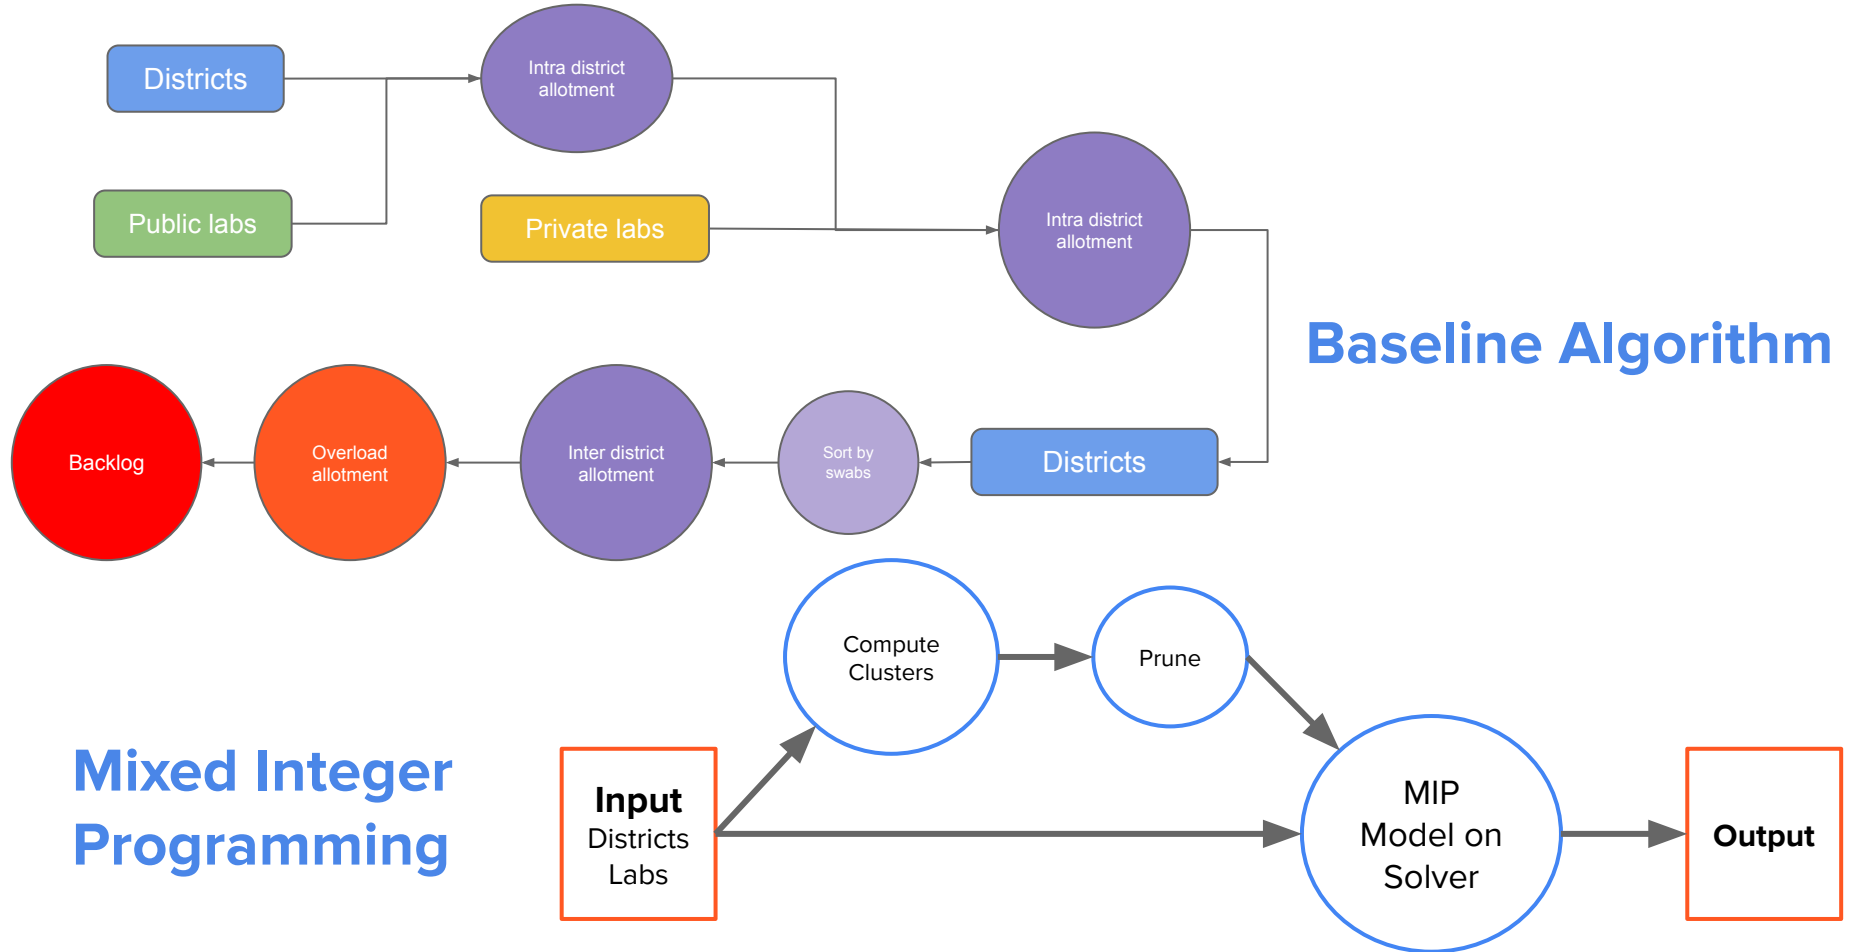 Districts
Intra district
allotment
Public labs
Private labs
Intra district
allotment
Baseline Algorithm
Backlog
Overload
allotment
Inter district
allotment
Sort by
swabs
Districts
Compute
Clusters
Prune
Mixed Integer
Programming
Input
Districts
Labs
MIP
Model on
Solver
Output